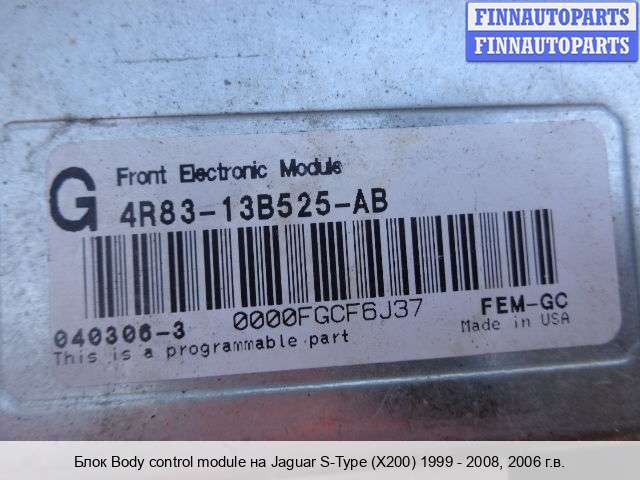 FINNAUTOPARTS
FINNAUTOPARTS
G Front Electronic Module
4R83-13B525-AB
040306-3 0000FGCF6J37 FEM-GC
This is a programmable part Made in USA
Блок Body control module на Jaguar S-Type (X200) 1999 - 2008, 2006 г.в.